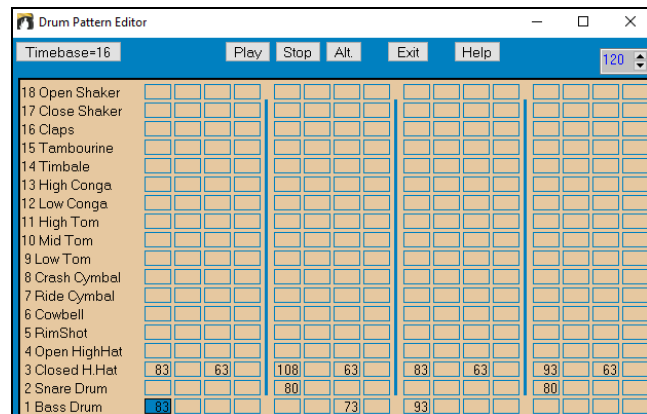 Drum Pattern Editor
Timebase=16 Play Stop Alt. Exit Help 120
18 Open Shaker
17 Close Shaker
16 Claps
15 Tambourine
14 Timbale
13 High Conga
12 Low Conga
11 High Tom
10 Mid Tom
9 Low Tom
8 Crash Cymbal
7 Ride Cymbal
6 Cowbell
5 RimShot
4 Open HighHat
3 Closed H.Hat 83 63 108 63 83 63 93 63
2 Snare Drum 80 80
1 Bass Drum 83 73 93